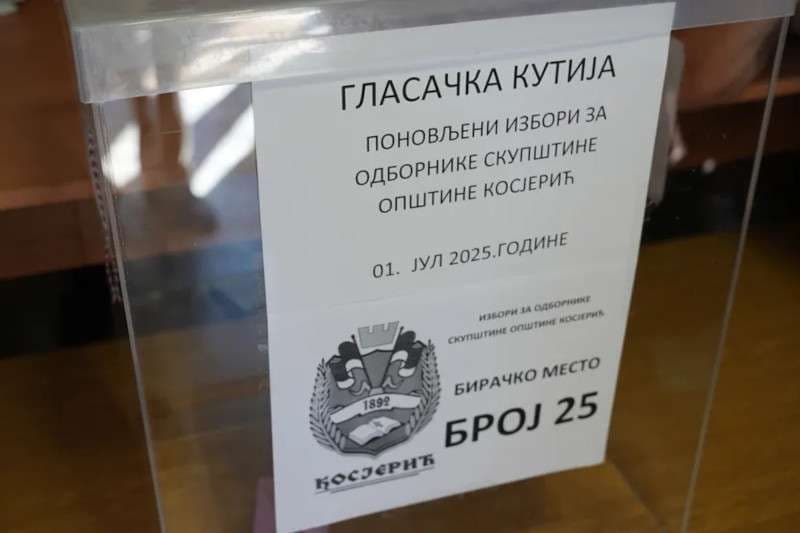 ГЛАСАЧКА КУТИЈА
ПОНОВЉЕНИ ИЗБОРИ ЗА
ОДБОРНИКЕ СКУПШТИНЕ
ОПШТИНЕ КОСЈЕРИЋ
01. ЈУЛ 2025.ГОДИНЕ
ИЗБОРИ ЗА ОДБОРНИКЕ
СКУПШТИНЕ ОПШТИНЕ КОСЈЕРИЋ
БИРАЧКО МЕСТО
БРОЈ 25
1892
КОСЈЕРИЋ